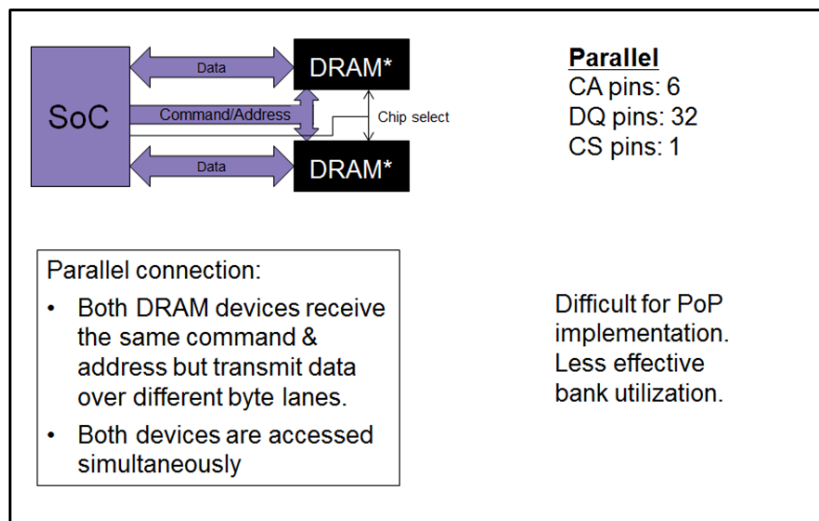 SoC
Data
DRAM*
Command/Address
Chip select
Data
DRAM*
Parallel
CA pins: 6
DQ pins: 32
CS pins: 1
Parallel connection:
• Both DRAM devices receive
the same command &
address but transmit data
over different byte lanes.
• Both devices are accessed
simultaneously
Difficult for PoP
implementation.
Less effective
bank utilization.